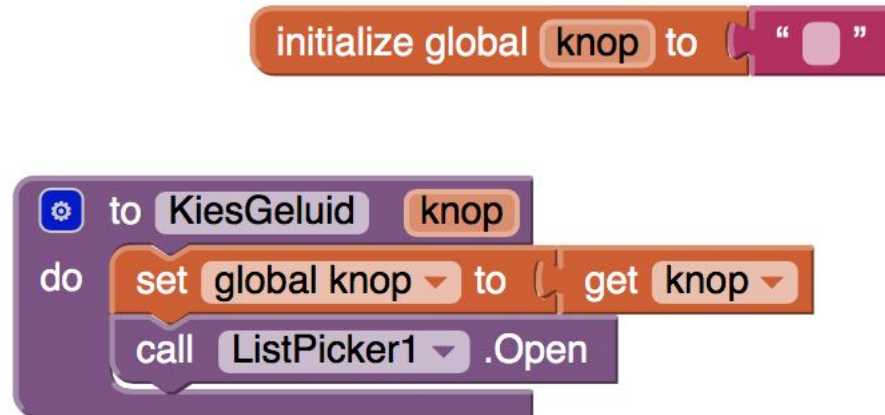 initialize global knop to “ ”
to KiesGeluid knop
do set global knop to get knop
call ListPicker1 .Open